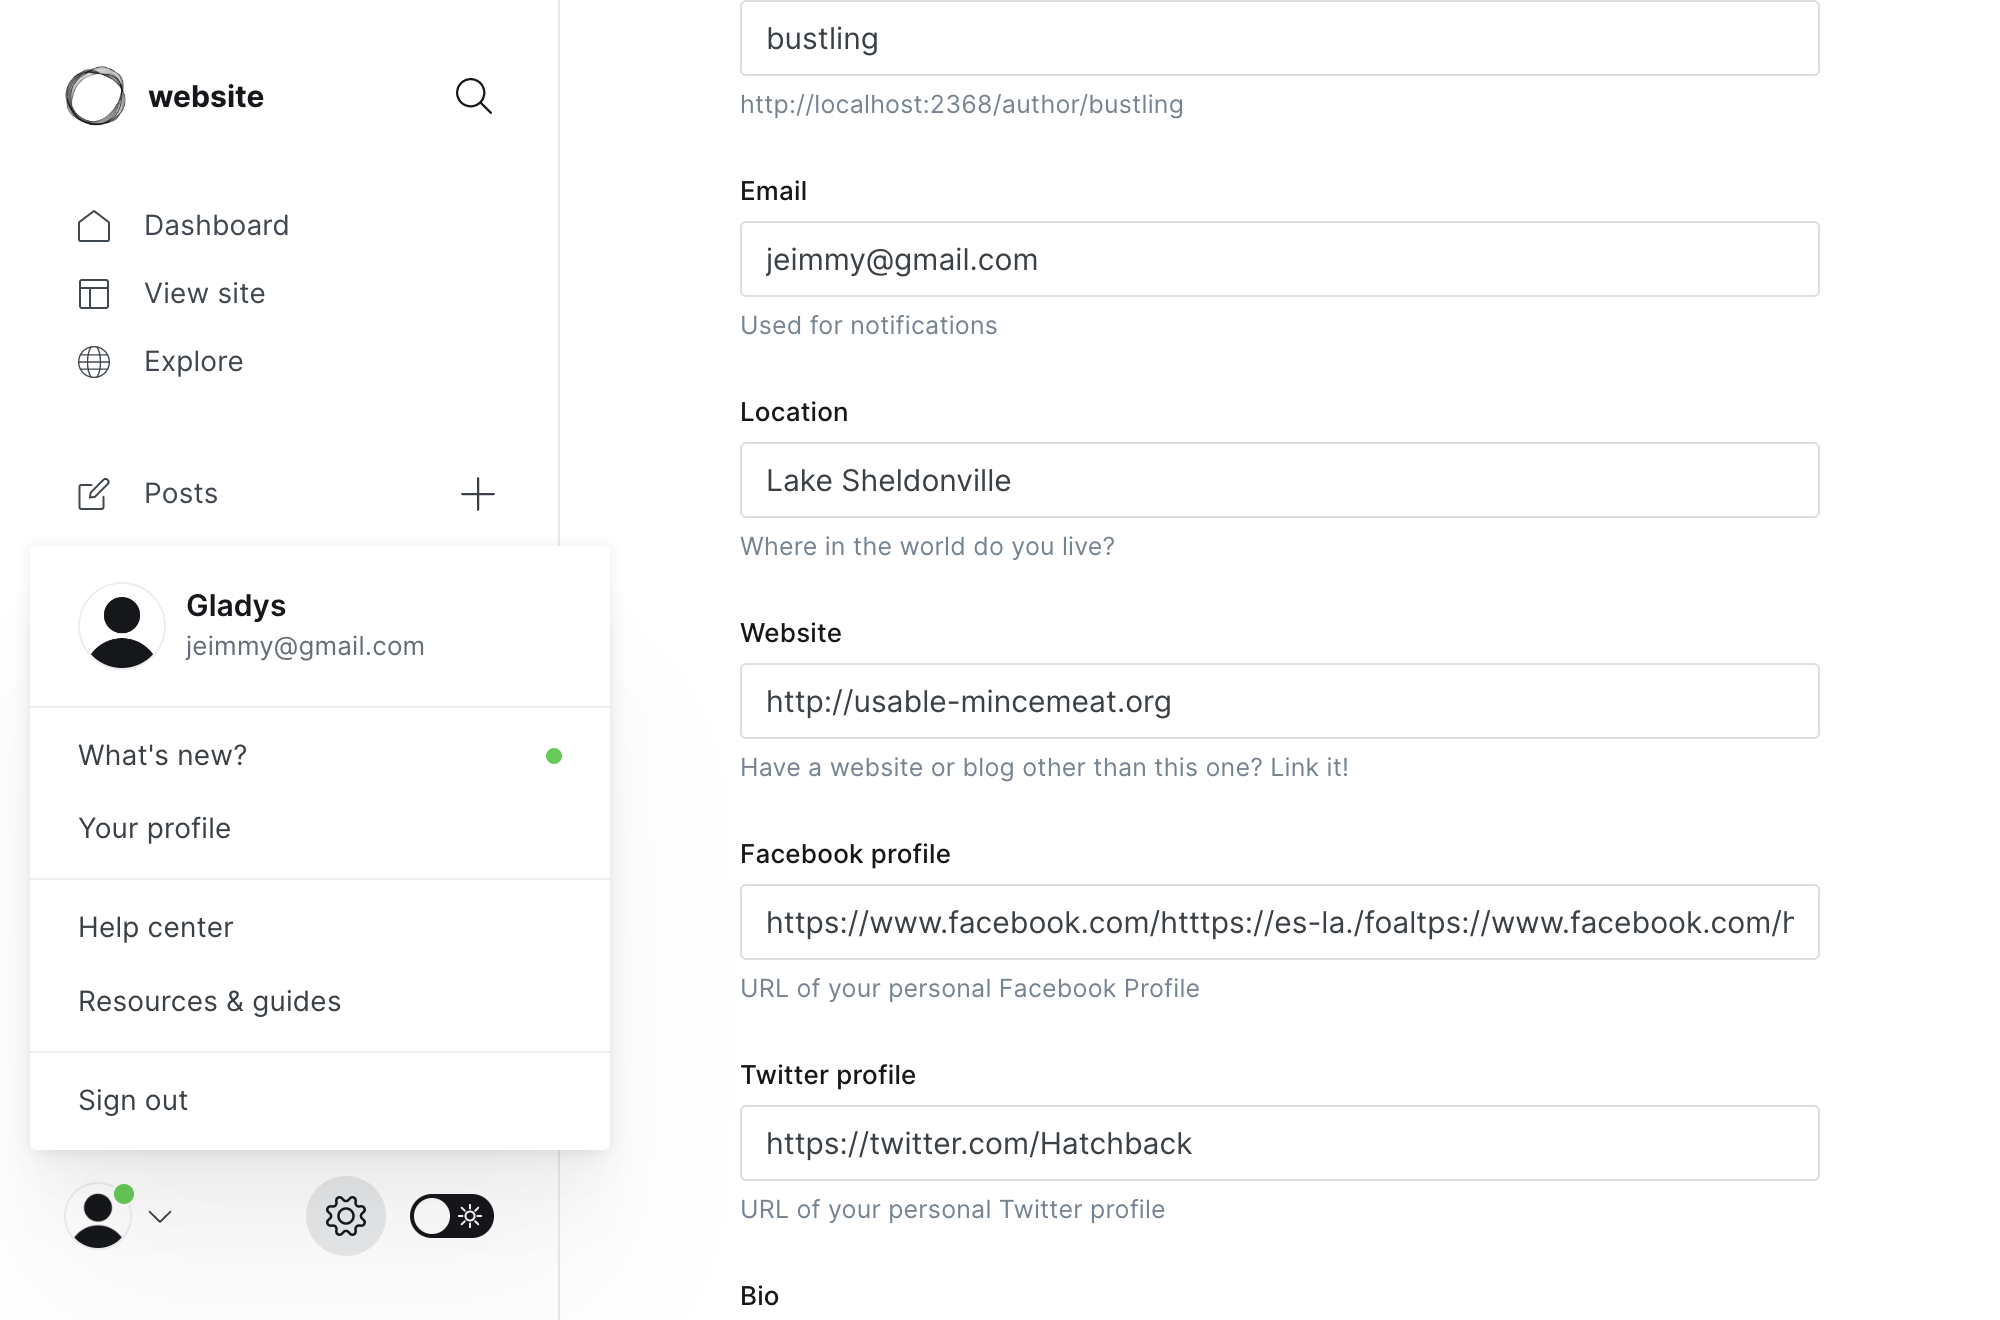 website
Dashboard
View site
Explore
Posts
Gladys
jeimmy@gmail.com
What's new?
Your profile
Help center
Resources & guides
Sign out
bustling
http://localhost:2368/author/bustling
Email
jeimmy@gmail.com
Used for notifications
Location
Lake Sheldonville
Where in the world do you live?
Website
http://usable-mincemeat.org
Have a website or blog other than this one? Link it!
Facebook profile
https://www.facebook.com/htttps://es-la./foaltps://www.facebook.com/h
URL of your personal Facebook Profile
Twitter profile
https://twitter.com/Hatchback
URL of your personal Twitter profile
Bio